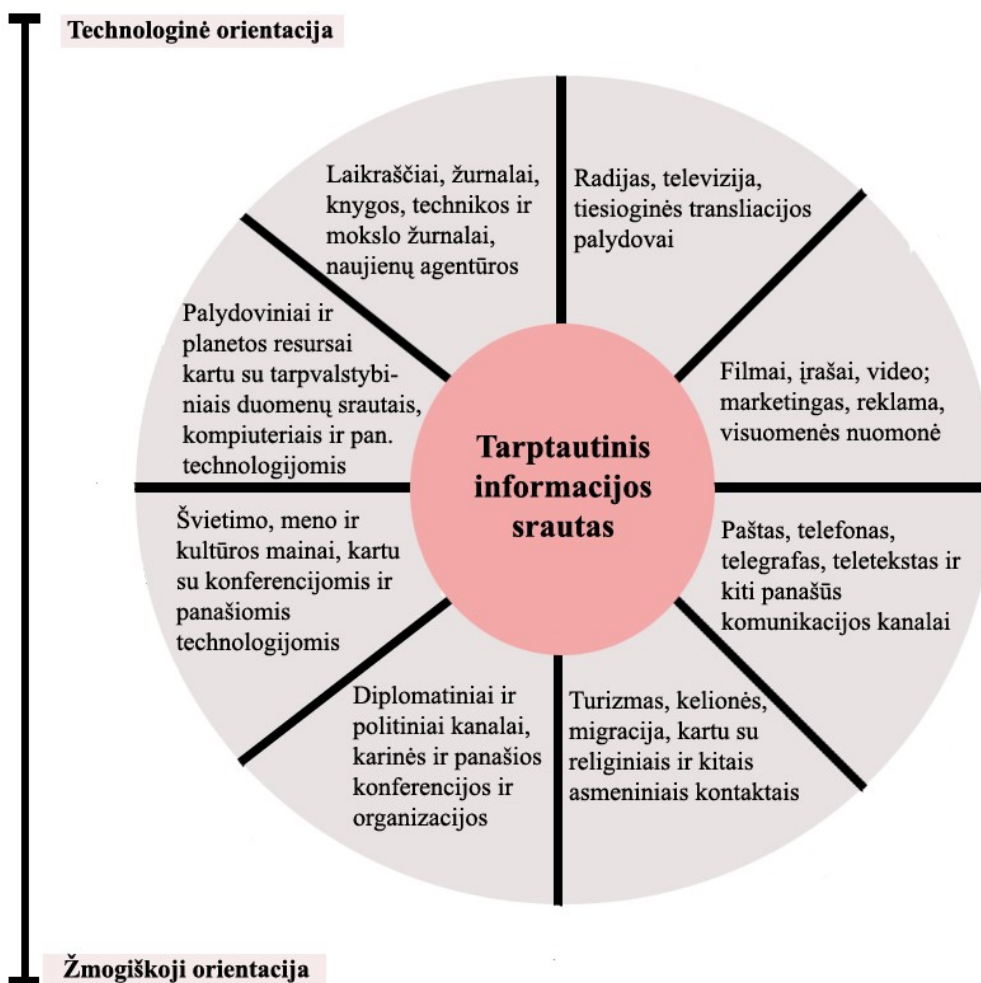 Technologinė orientacija
Laikraščiai, žurnalai,
knygos, technikos ir
mokslo žurnalai,
naujienų agentūros
Radijas, televizija,
tiesioginės transliacijos
palydovai
Palydoviniai ir
planetos resursai
kartu su tarpvalstybi-
niais duomenų srautais,
kompiuteriais ir pan.
technologijomis
Filmai, įrašai, video;
marketingas, reklama,
visuomenės nuomonė
Tarptautinis
informacijos
srautas
Švietimo, meno ir
kultūros mainai, kartu
su konferencijomis ir
panašiomis
technologijomis
Paštas, telefonas,
telegrafas, teletekstas ir
kiti panašūs
komunikacijos kanalai
Diplomatiniai ir
politiniai kanalai,
karinės ir panašios
konferencijos ir
organizacijos
Turizmas, kelionės,
migracija, kartu su
religiniais ir kitais
asmeniniais kontaktais
Žmogiškoji orientacija